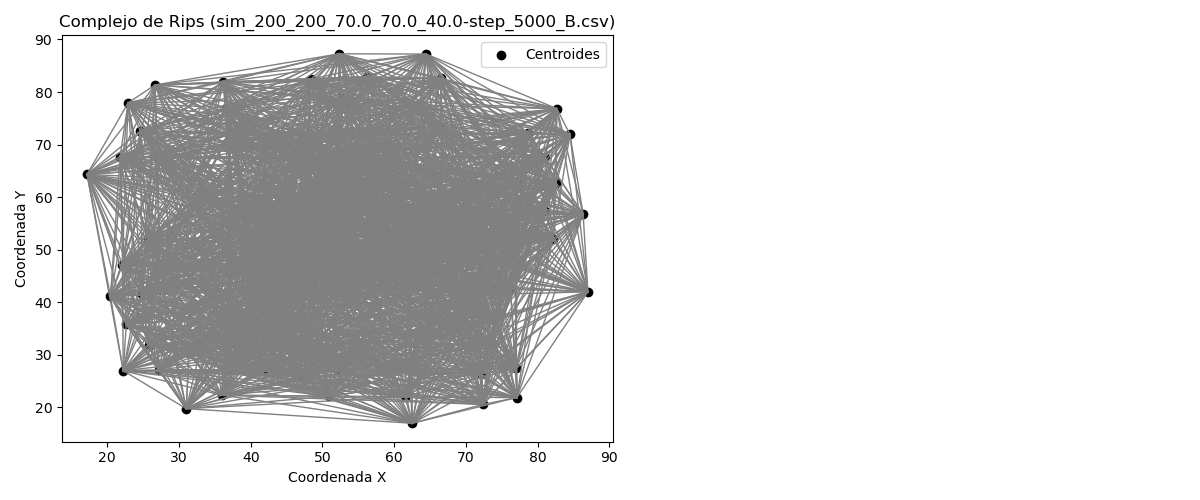 Complejo de Rips (sim_200_200_70.0_70.0_40.0-step_5000_B.csv)
Centroides
90
80
70
60
50
40
30
20
Coordenada Y
20 30 40 50 60 70 80 90
Coordenada X